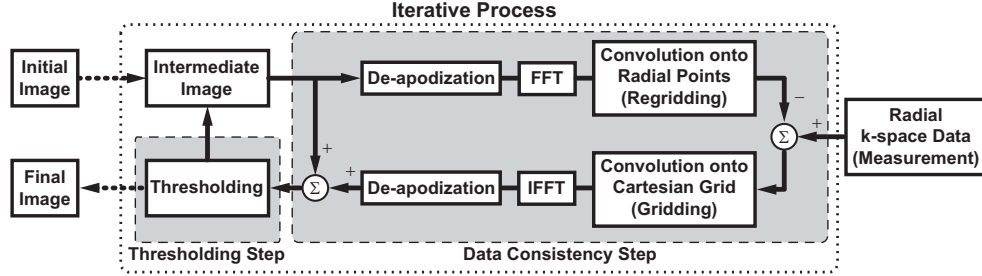 Iterative Process
Initial
Image
Intermediate
Image
De-apodization
FFT
Convolution onto
Radial Points
(Regridding)
−
Σ
+
Radial
k-space Data
(Measurement)
+
Final
Image
Thresholding
Σ
+
De-apodization
IFFT
Convolution onto
Cartesian Grid
(Gridding)
Thresholding Step
Data Consistency Step